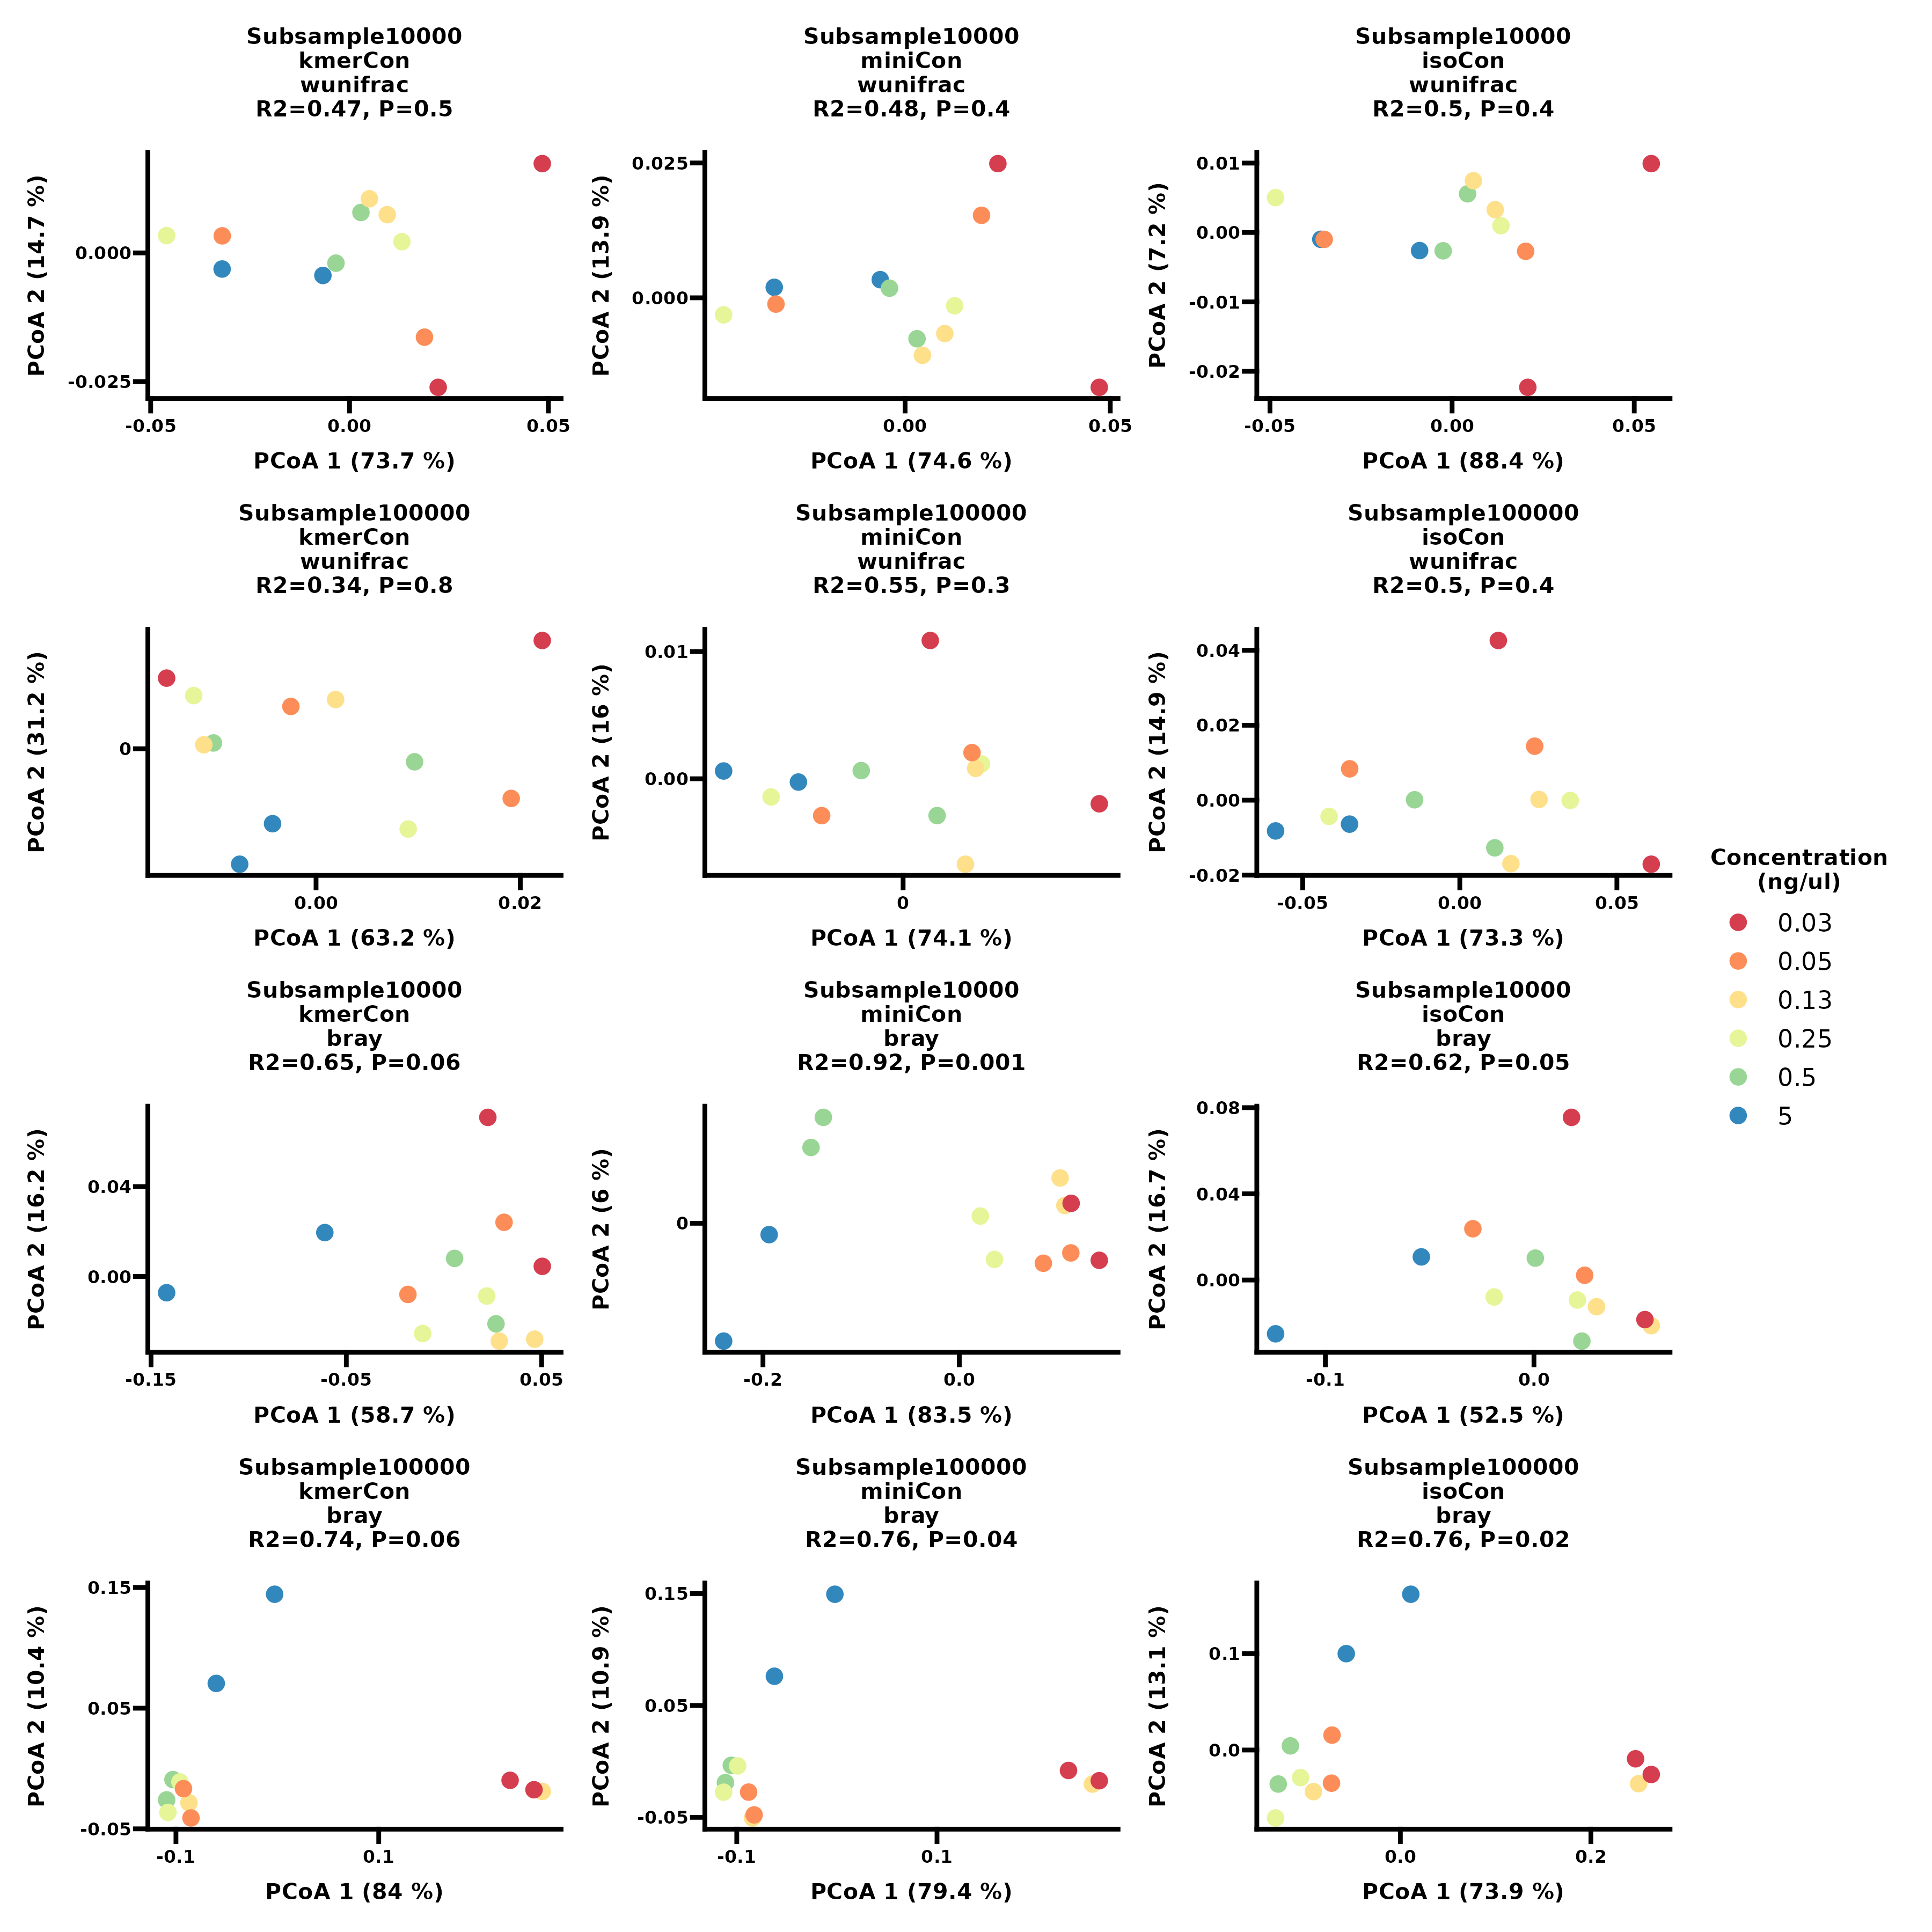 Subsample10000
kmerCon
wunifrac
R2=0.47, P=0.5
PCoA 2 (14.7 %)
0.000
-0.025
-0.05
0.00
0.05
PCoA 1 (73.7 %)
Subsample10000
miniCon
wunifrac
R2=0.48, P=0.4
PCoA 2 (13.9 %)
0.025
0.000
0.00
0.05
PCoA 1 (74.6 %)
Subsample10000
isoCon
wunifrac
R2=0.5, P=0.4
PCoA 2 (7.2 %)
0.01
0.00
-0.01
-0.02
-0.05
0.00
0.05
PCoA 1 (88.4 %)
Subsample100000
kmerCon
wunifrac
R2=0.34, P=0.8
PCoA 2 (31.2 %)
0
0.00
0.02
PCoA 1 (63.2 %)
Subsample100000
miniCon
wunifrac
R2=0.55, P=0.3
PCoA 2 (16 %)
0.01
0.00
0
PCoA 1 (74.1 %)
Subsample100000
isoCon
wunifrac
R2=0.5, P=0.4
PCoA 2 (14.9 %)
0.04
0.02
0.00
-0.02
-0.05
0.00
0.05
PCoA 1 (73.3 %)
Concentration
(ng/ul)
0.03
0.05
0.13
0.25
0.5
5
Subsample10000
kmerCon
bray
R2=0.65, P=0.06
PCoA 2 (16.2 %)
0.04
0.00
-0.15
-0.05
0.05
PCoA 1 (58.7 %)
Subsample10000
miniCon
bray
R2=0.92, P=0.001
PCoA 2 (6 %)
0
-0.2
0.0
PCoA 1 (83.5 %)
Subsample10000
isoCon
bray
R2=0.62, P=0.05
PCoA 2 (16.7 %)
0.08
0.04
0.00
-0.1
0.0
PCoA 1 (52.5 %)
Subsample100000
kmerCon
bray
R2=0.74, P=0.06
PCoA 2 (10.4 %)
0.15
0.05
-0.05
-0.1
0.1
PCoA 1 (84 %)
Subsample100000
miniCon
bray
R2=0.76, P=0.04
PCoA 2 (10.9 %)
0.15
0.05
-0.05
-0.1
0.1
PCoA 1 (79.4 %)
Subsample100000
isoCon
bray
R2=0.76, P=0.02
PCoA 2 (13.1 %)
0.1
0.0
0.0
0.2
PCoA 1 (73.9 %)